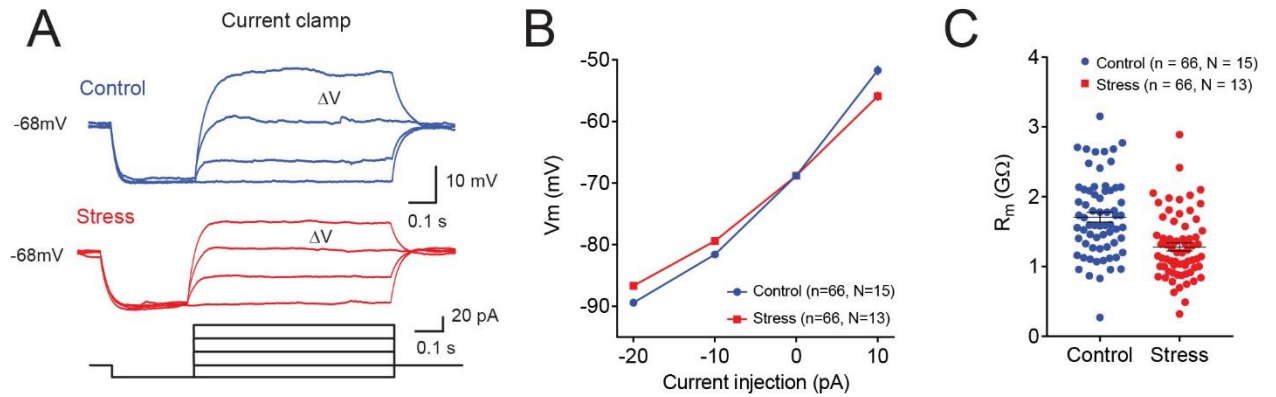 A
Current clamp
Control
-68mV
ΔV
10 mV
0.1 s
Stress
-68mV
ΔV
20 pA
0.1 s
B
Vm (mV)
-50
-60
-70
-80
-90
Control (n=66, N=15)
Stress (n=66, N=13)
-20
-10
0
10
Current injection (pA)
C
Rm (GΩ)
4
3
2
1
0
Control (n = 66, N = 15)
Stress (n = 66, N = 13)
Control
Stress